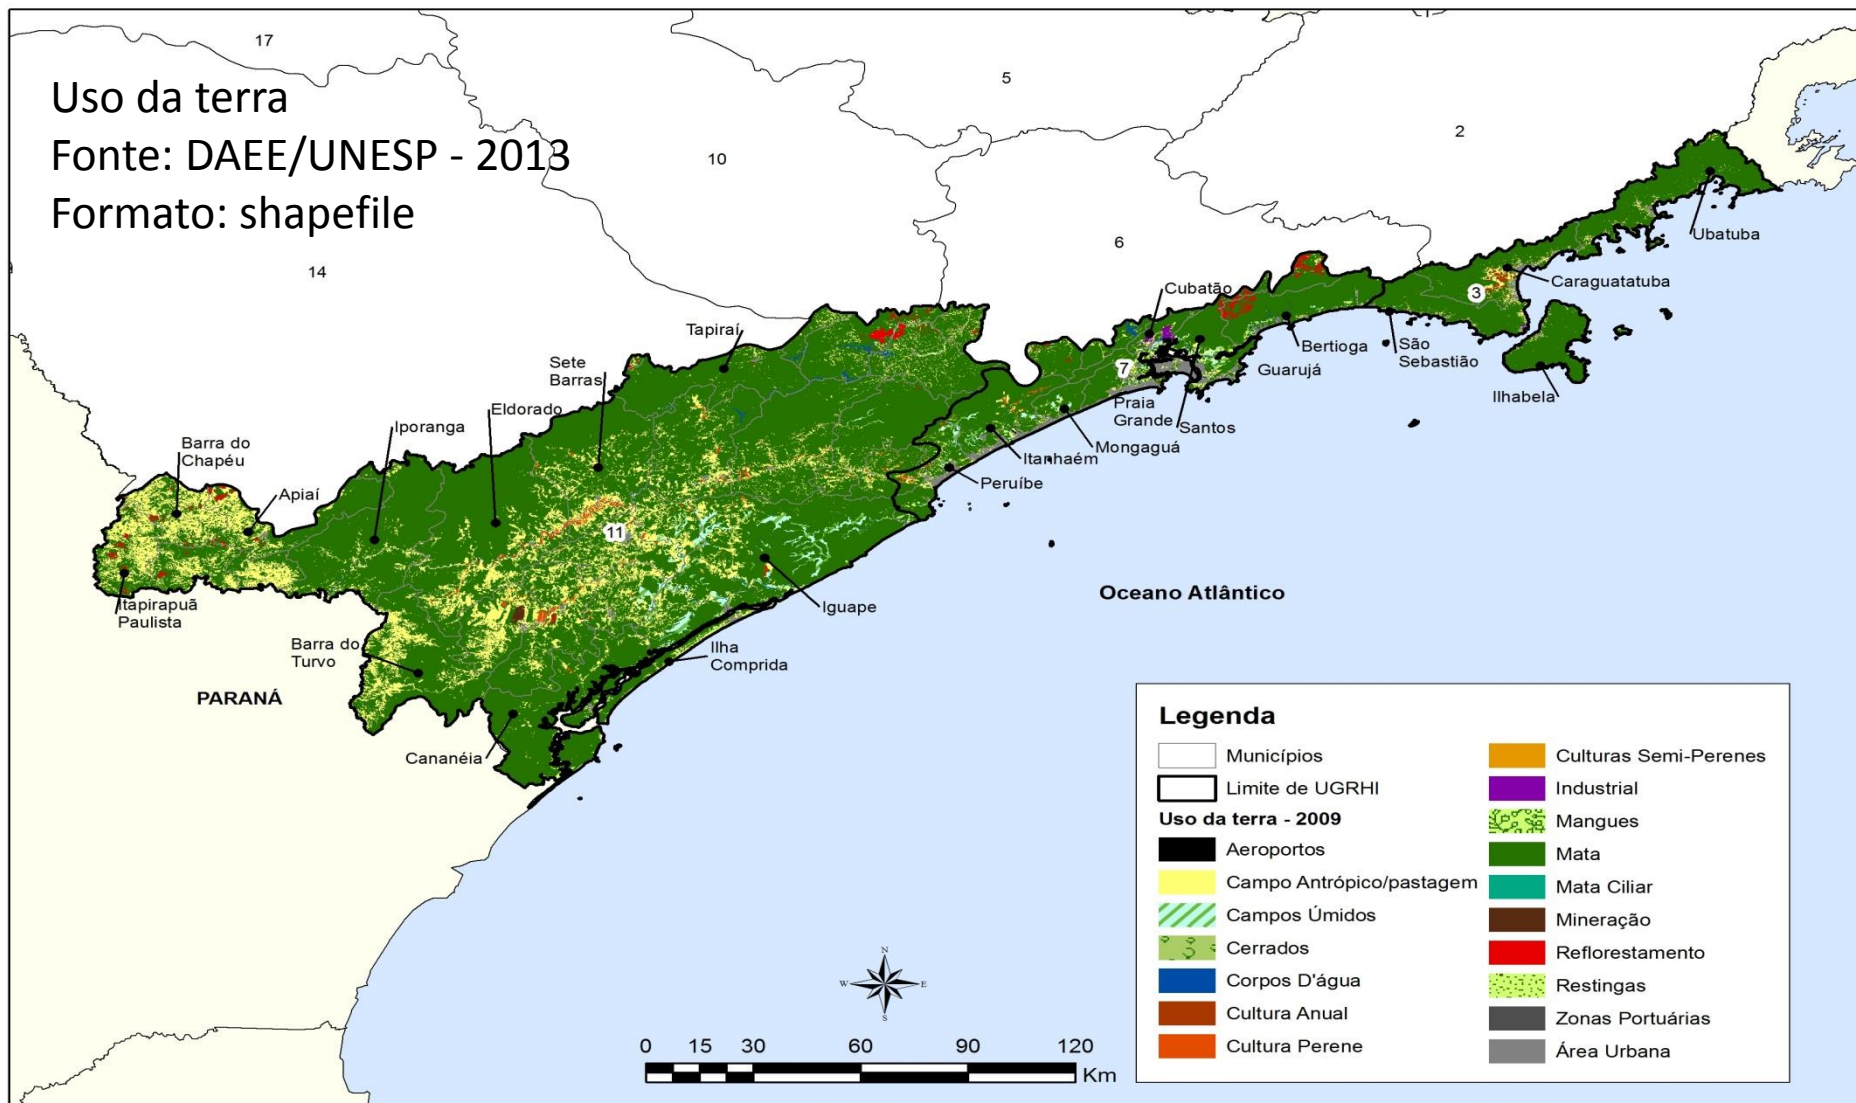 Uso da terra
Fonte: DAEE/UNESP - 2013
Formato: shapefile
17
5
2
10
6
14
Ubatuba
Caraguatatuba
3
Cubatão
Tapiraí
São
Sebastião
Bertioga
Guarujá
7
Ilhabela
Sete
Barras
Praia
Grande
Santos
Eldorado
Mongaguá
Iporanga
Itanhaém
Barra do
Chapéu
Peruíbe
Apiaí
11
Oceano Atlântico
Itapirapuã
Paulista
Iguape
Barra do
Turvo
Ilha
Comprida
PARANÁ
Cananéia
Legenda
Municípios
Limite de UGRHI
Uso da terra - 2009
Aeroportos
Campo Antrópico/pastagem
Campos Úmidos
Cerrados
Corpos D'água
Cultura Anual
Cultura Perene
Culturas Semi-Perenes
Industrial
Mangues
Mata
Mata Ciliar
Mineração
Reflorestamento
Restingas
Zonas Portuárias
Área Urbana
N
W E
S
0 15 30 60 90 120
Km